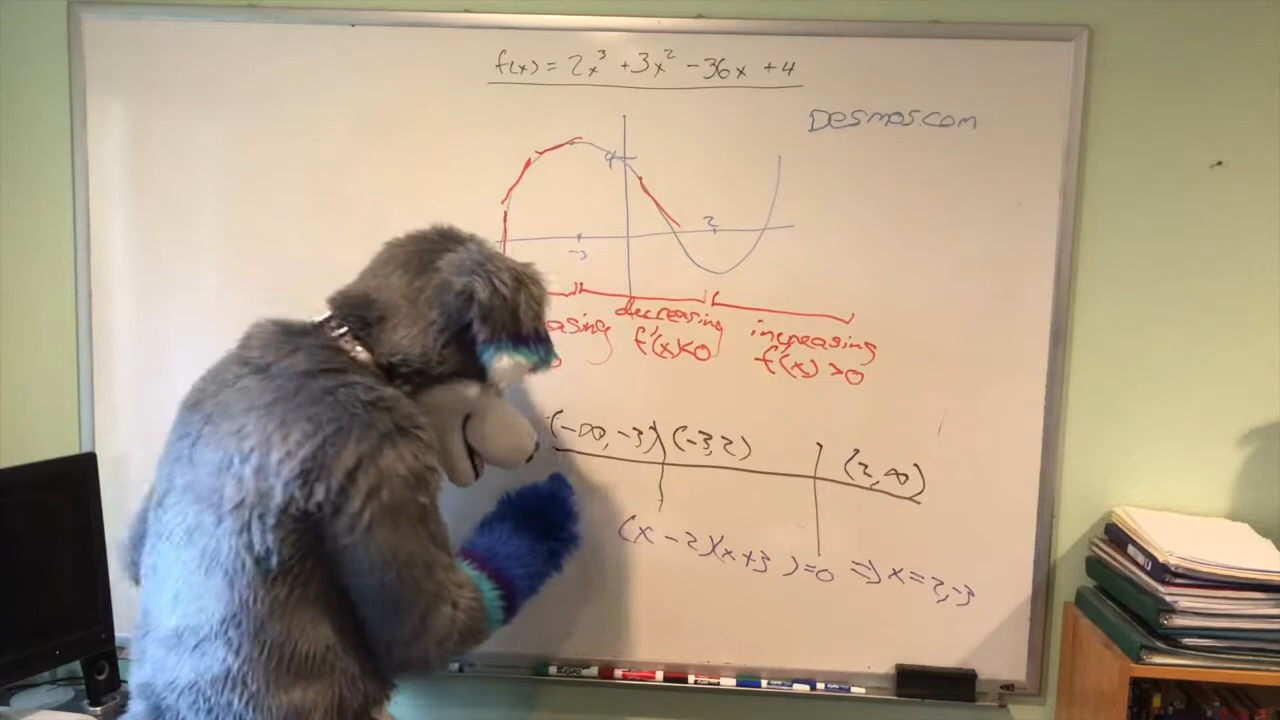 f(x) = 2x³ + 3x² - 36x + 4
Desmos.com
4
-3 2
asing decreasing increasing
f'(x)<0 f'(x) >0
(-∞, -3) (-3, 2) (2, ∞)
(x - 2)(x + 3) = 0 => x = 2, -3